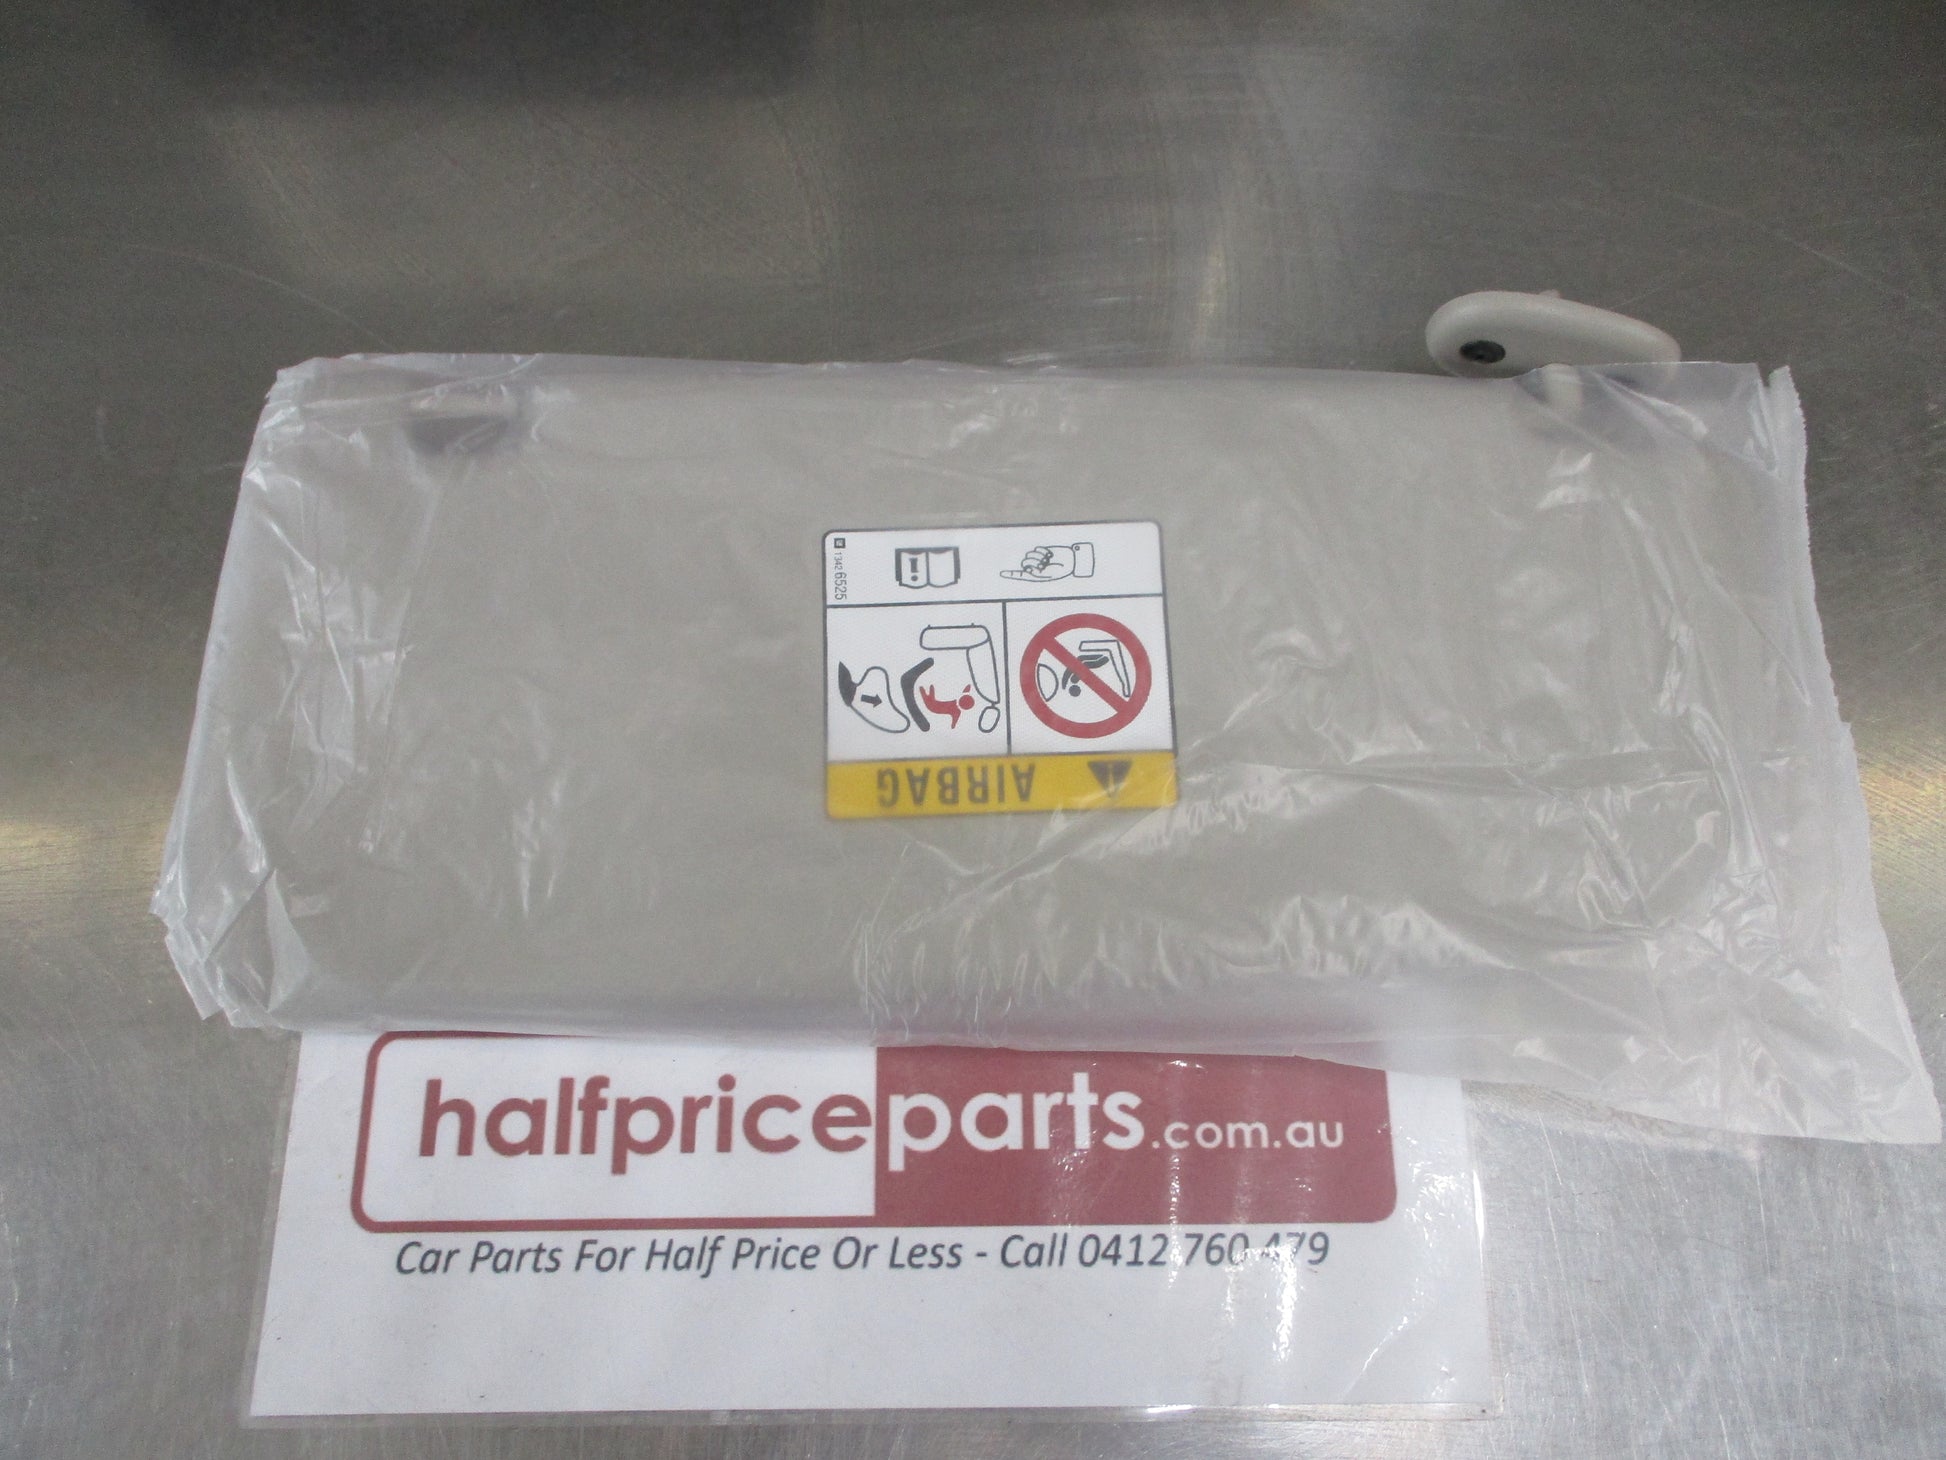 1342 6525
AIRBAG
halfpriceparts.com.au
Car Parts For Half Price Or Less - Call 0412 760 479